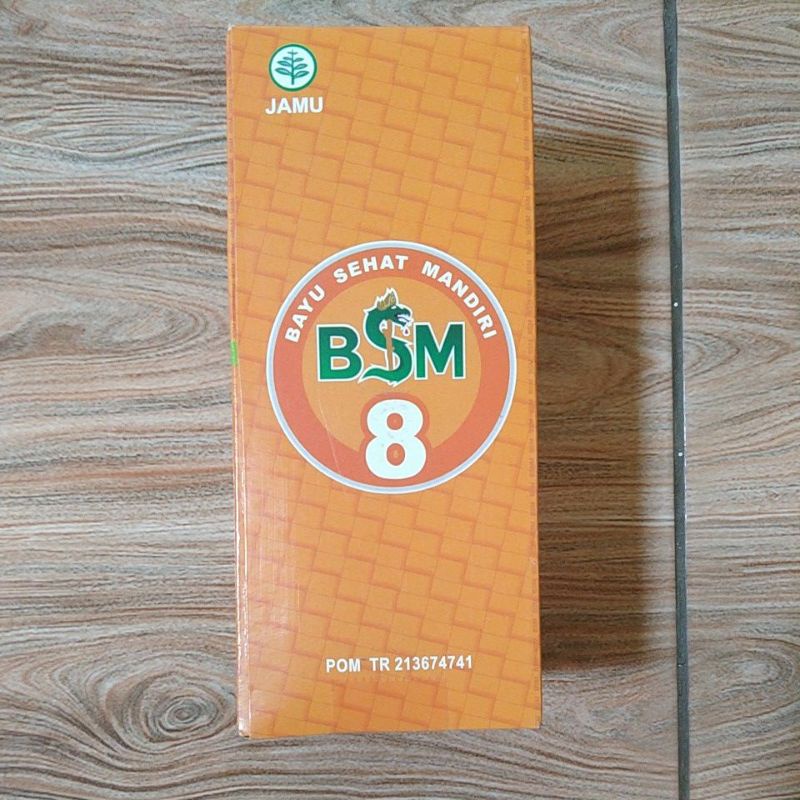 JAMU
BAYU SEHAT MANDIRI
BSM
8
POM TR 213674741